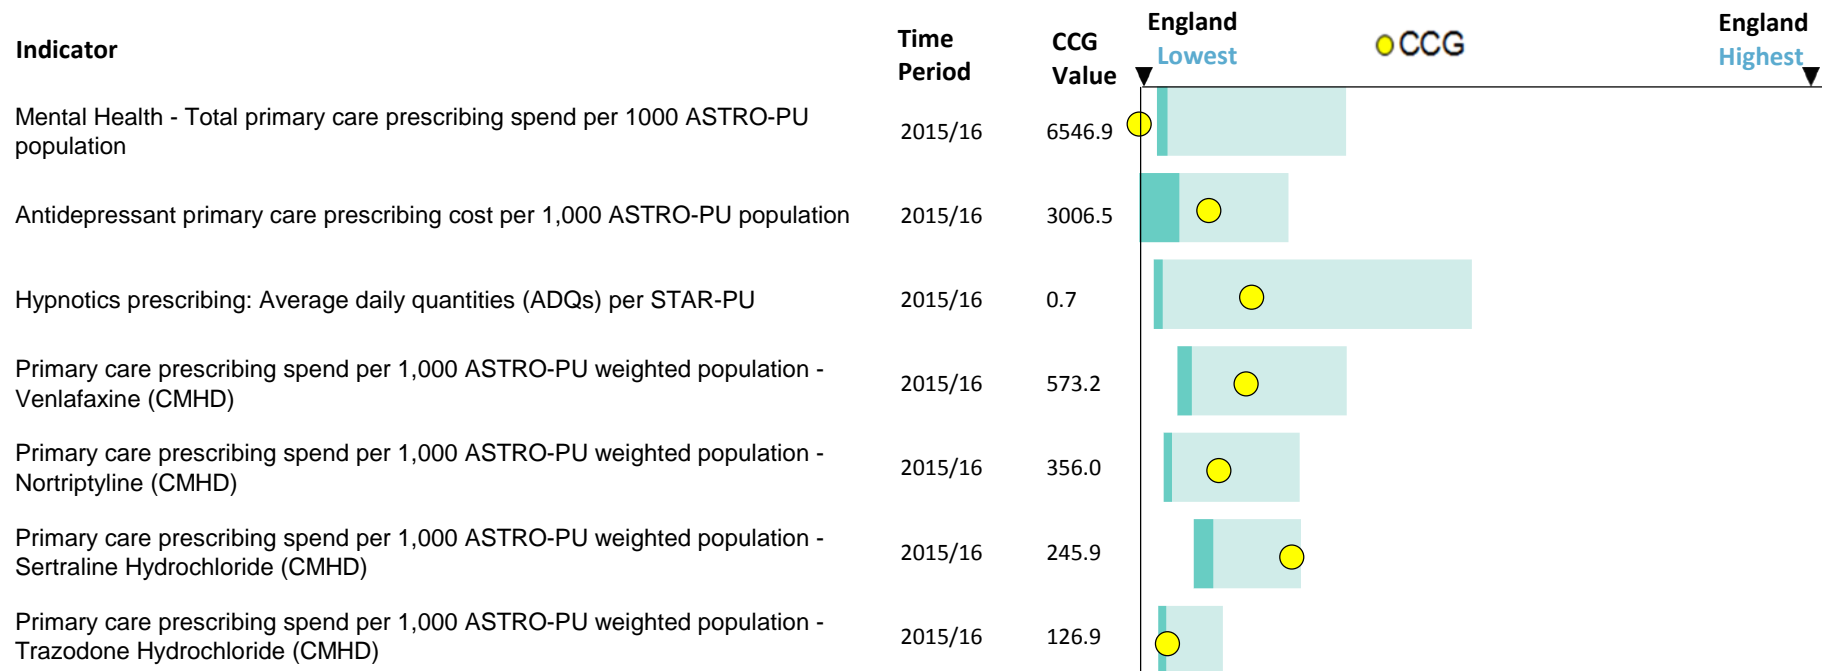 Indicator
Time
Period
CCG
Value
England
Lowest
CCG
England
Highest
Mental Health - Total primary care prescribing spend per 1000 ASTRO-PU
population
2015/16
6546.9
Antidepressant primary care prescribing cost per 1,000 ASTRO-PU population
2015/16
3006.5
Hypnotics prescribing: Average daily quantities (ADQs) per STAR-PU
2015/16
0.7
Primary care prescribing spend per 1,000 ASTRO-PU weighted population -
Venlafaxine (CMHD)
2015/16
573.2
Primary care prescribing spend per 1,000 ASTRO-PU weighted population -
Nortriptyline (CMHD)
2015/16
356.0
Primary care prescribing spend per 1,000 ASTRO-PU weighted population -
Sertraline Hydrochloride (CMHD)
2015/16
245.9
Primary care prescribing spend per 1,000 ASTRO-PU weighted population -
Trazodone Hydrochloride (CMHD)
2015/16
126.9